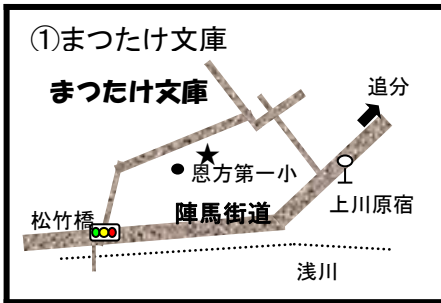 ①まつたけ文庫
まつたけ文庫
追分
恩方第一小
上川原宿
陣馬街道
松竹橋
浅川